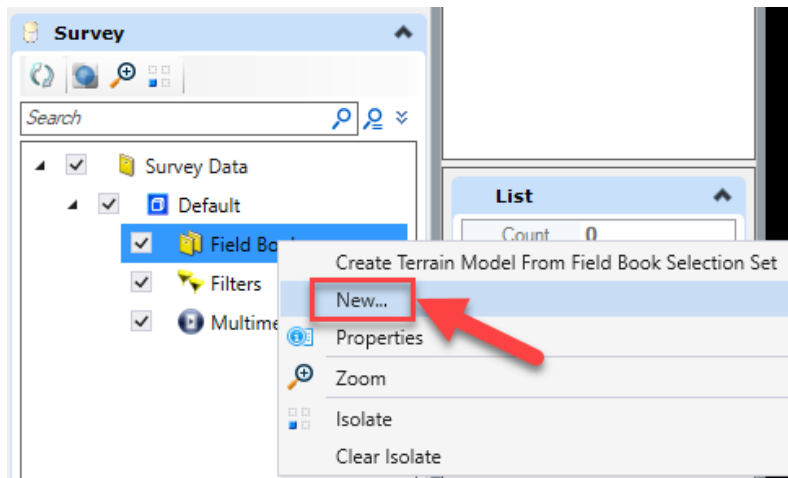 Survey
Search
Survey Data
Default
Field Bo
Filters
Multime
List
Count 0
Create Terrain Model From Field Book Selection Set
New...
Properties
Zoom
Isolate
Clear Isolate